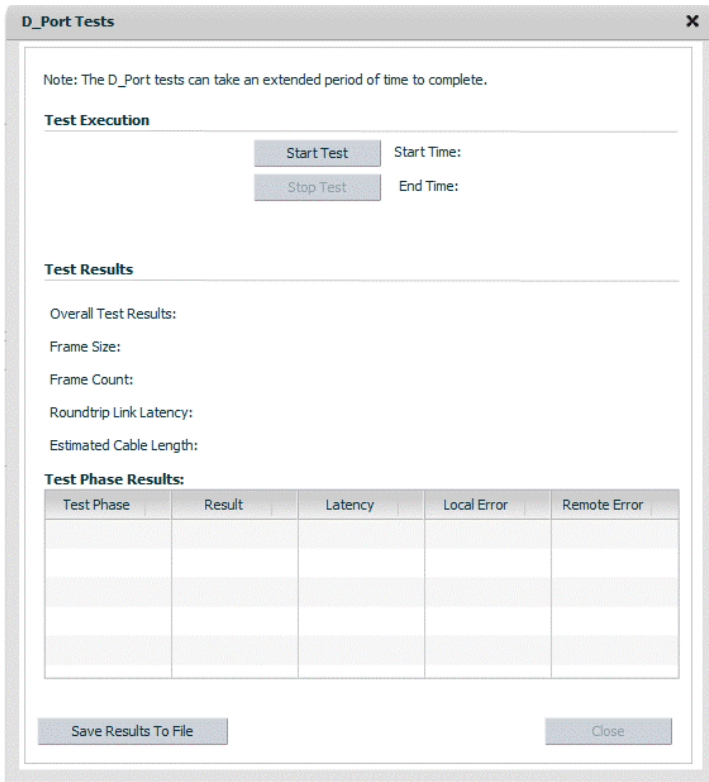 D_Port Tests
Note: The D_Port tests can take an extended period of time to complete.
Test Execution
Start Test Start Time:
Stop Test End Time:
Test Results
Overall Test Results:
Frame Size:
Frame Count:
Roundtrip Link Latency:
Estimated Cable Length:
Test Phase Results:
Test Phase Result Latency Local Error Remote Error
Save Results To File Close